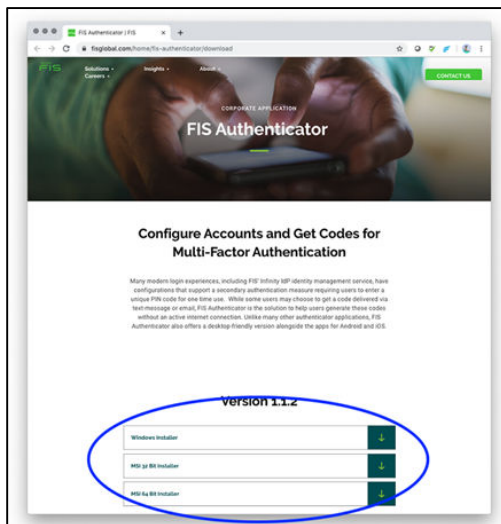 FIS Authenticator | FIS
fisglobal.com/home/fis-authenticator/download
FIS
Solutions
Insights
About
Careers
CONTACT US
CORPORATE APPLICATION
FIS Authenticator
Configure Accounts and Get Codes for
Multi-Factor Authentication
Many modern login experiences, including FIS' Infinity IdP identity management service, have
configurations that support a secondary authentication measure requiring users to enter a
unique PIN code for one time use. While some users may choose to get a code delivered via
text-message or email, FIS Authenticator is the solution to help users generate these codes
without an active internet connection. Unlike many other authenticator applications, FIS
Authenticator also offers a desktop-friendly version alongside the apps for Android and iOS.
Version 1.1.2
Windows Installer
MSI 32 Bit Installer
MSI 64 Bit Installer